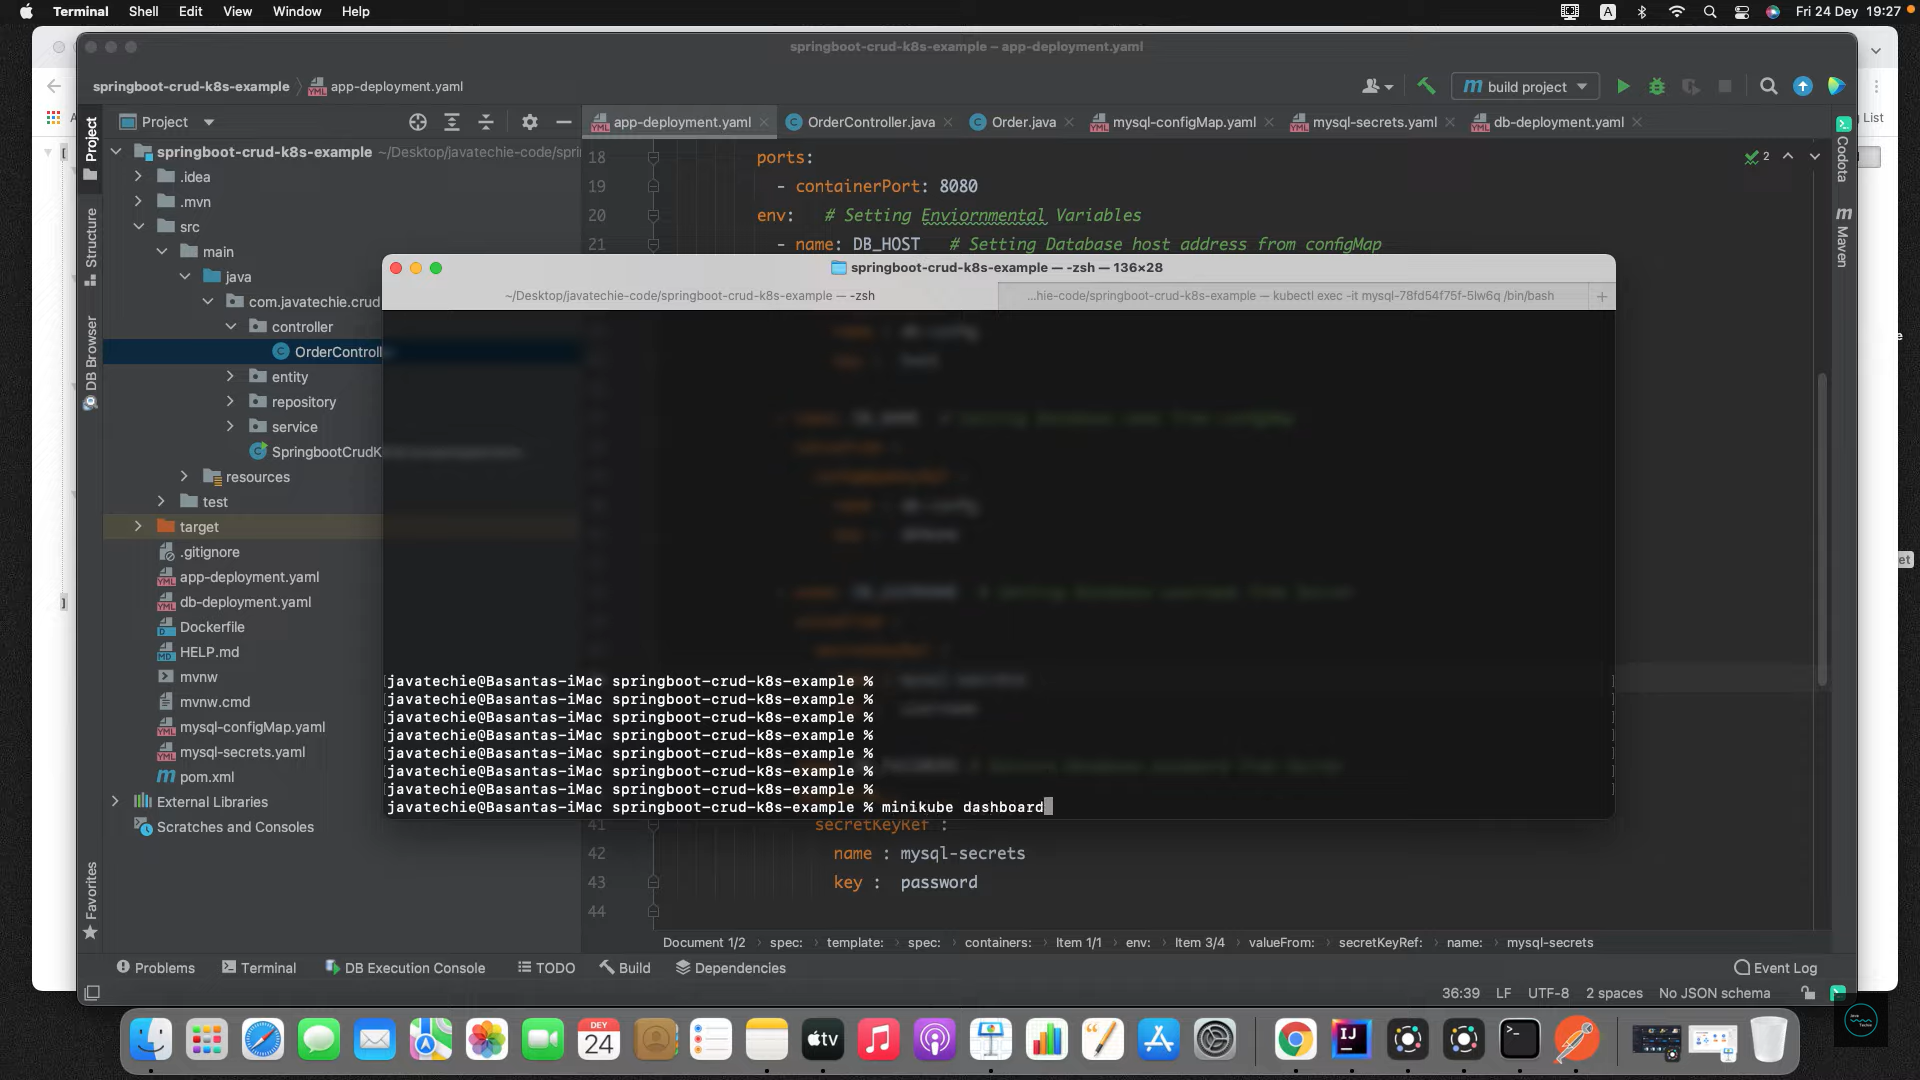 Terminal Shell Edit View Window Help
A Fri 24 Dey 19:27
springboot-crud-k8s-example – app-deployment.yaml
springboot-crud-k8s-example app-deployment.yaml
build project
Project
app-deployment.yaml OrderController.java Order.java mysql-configMap.yaml mysql-secrets.yaml db-deployment.yaml
ing List
Project
Structure
DB Browser
Favorites
Codota
Maven
springboot-crud-k8s-example ~/Desktop/javatechie-code/spri
.idea
.mvn
src
main
java
com.javatechie.crud
controller
OrderControll
entity
repository
service
SpringbootCrudK
resources
test
target
.gitignore
app-deployment.yaml
db-deployment.yaml
Dockerfile
HELP.md
mvnw
mvnw.cmd
mysql-configMap.yaml
mysql-secrets.yaml
pom.xml
External Libraries
Scratches and Consoles
2
18 ports:
19 - containerPort: 8080
20 env: # Setting Enviornmental Variables
21 - name: DB_HOST # Setting Database host address from configMap
springboot-crud-k8s-example — -zsh — 136×28
~/Desktop/javatechie-code/springboot-crud-k8s-example — -zsh
...hie-code/springboot-crud-k8s-example — kubectl exec -it mysql-78fd54f75f-5lw6q /bin/bash
javatechie@Basantas-iMac springboot-crud-k8s-example %
javatechie@Basantas-iMac springboot-crud-k8s-example %
javatechie@Basantas-iMac springboot-crud-k8s-example %
javatechie@Basantas-iMac springboot-crud-k8s-example %
javatechie@Basantas-iMac springboot-crud-k8s-example %
javatechie@Basantas-iMac springboot-crud-k8s-example %
javatechie@Basantas-iMac springboot-crud-k8s-example %
javatechie@Basantas-iMac springboot-crud-k8s-example % minikube dashboard
41 secretKeyRef :
42 name : mysql-secrets
43 key : password
44
Document 1/2 spec: template: spec: containers: Item 1/1 env: Item 3/4 valueFrom: secretKeyRef: name: mysql-secrets
Problems Terminal DB Execution Console TODO Build Dependencies Event Log
36:39 LF UTF-8 2 spaces No JSON schema
DEY
24
tv
IJ